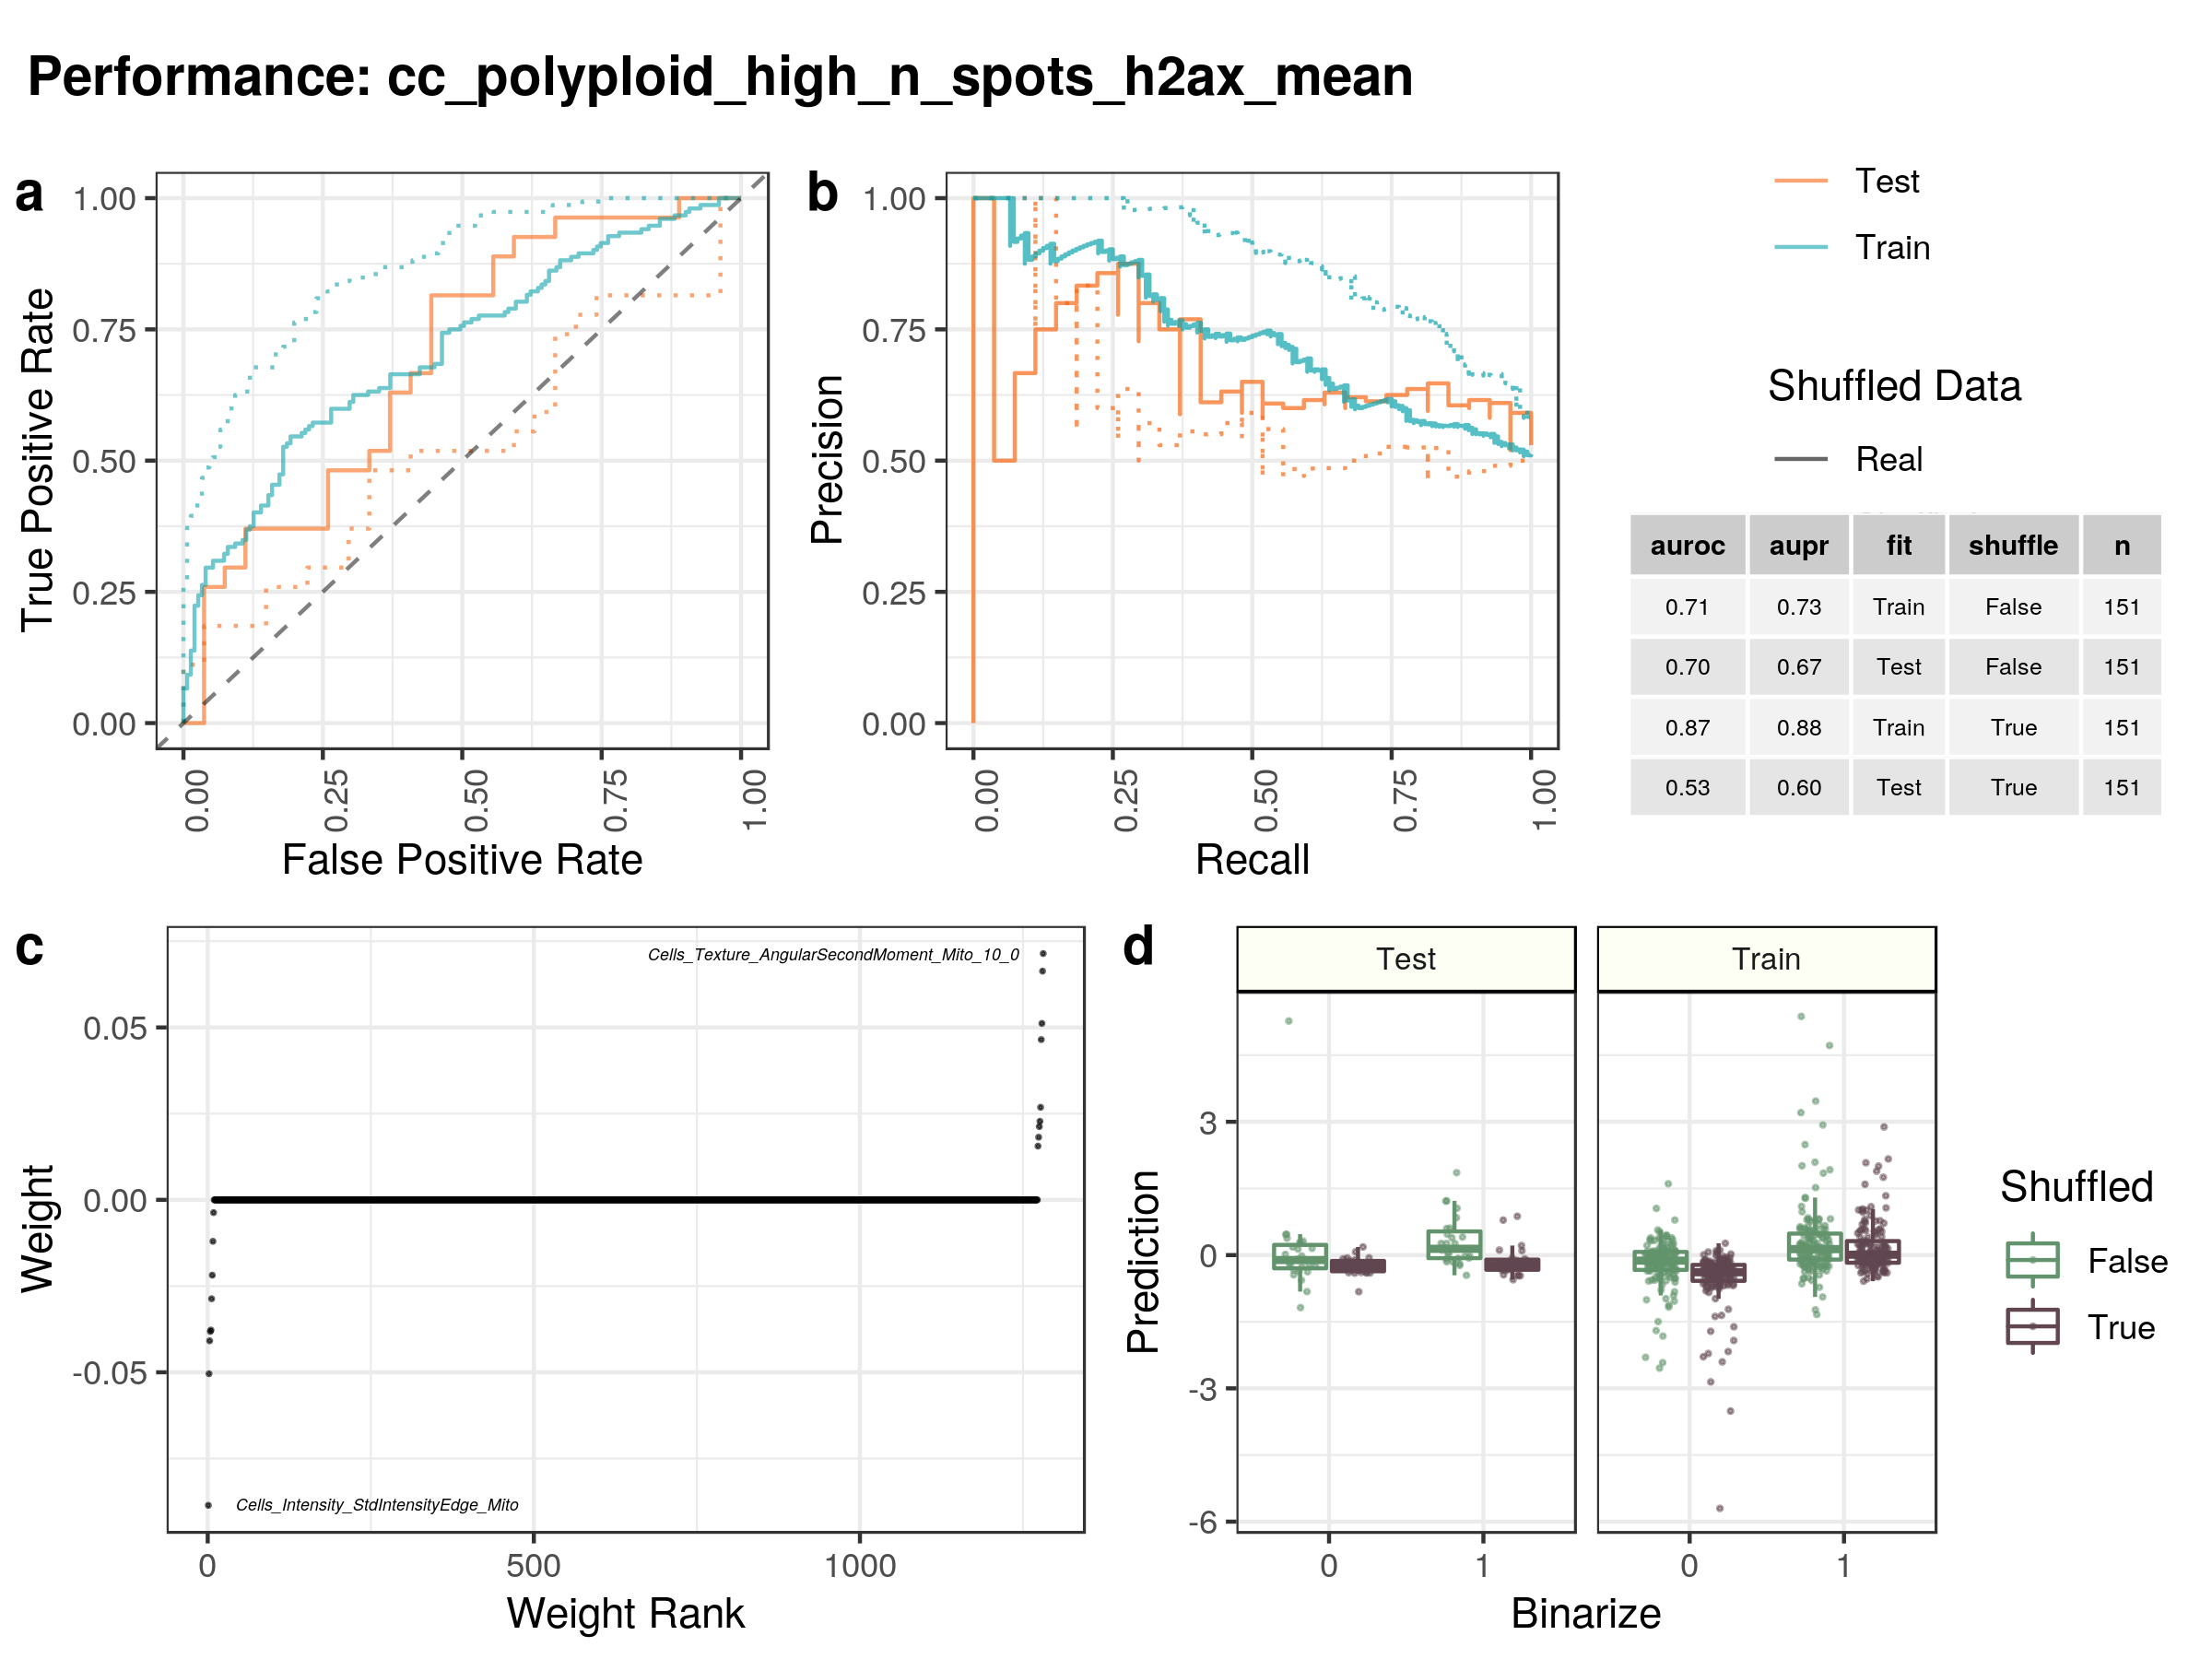 Performance: cc_polyploid_high_n_spots_h2ax_mean
a
1.00
0.75
0.50
0.25
0.00
True Positive Rate
0.00
0.25
0.50
0.75
1.00
False Positive Rate
b
1.00
0.75
0.50
0.25
0.00
Precision
0.00
0.25
0.50
0.75
1.00
Recall
Test
Train
Shuffled Data
Real
auroc aupr fit shuffle n
0.71 0.73 Train False 151
0.70 0.67 Test False 151
0.87 0.88 Train True 151
0.53 0.60 Test True 151
c
0.05
0.00
-0.05
Weight
Cells_Texture_AngularSecondMoment_Mito_10_0
Cells_Intensity_StdIntensityEdge_Mito
0
500
1000
Weight Rank
d
Test
Train
3
0
-3
-6
Prediction
0
1
0
1
Binarize
Shuffled
False
True